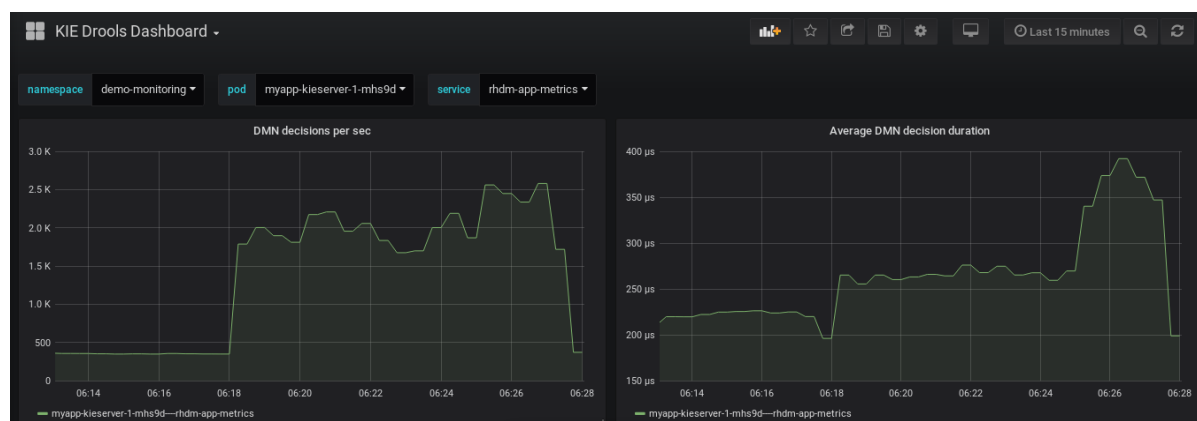 KIE Drools Dashboard
Last 15 minutes
namespace demo-monitoring pod myapp-kieserver-1-mhs9d service rhdm-app-metrics
DMN decisions per sec
3.0 K
2.5 K
2.0 K
1.5 K
1.0 K
500
0
06:14 06:16 06:18 06:20 06:22 06:24 06:26 06:28
myapp-kieserver-1-mhs9d—rhdm-app-metrics
Average DMN decision duration
400 µs
350 µs
300 µs
250 µs
200 µs
150 µs
06:14 06:16 06:18 06:20 06:22 06:24 06:26 06:28
myapp-kieserver-1-mhs9d—rhdm-app-metrics